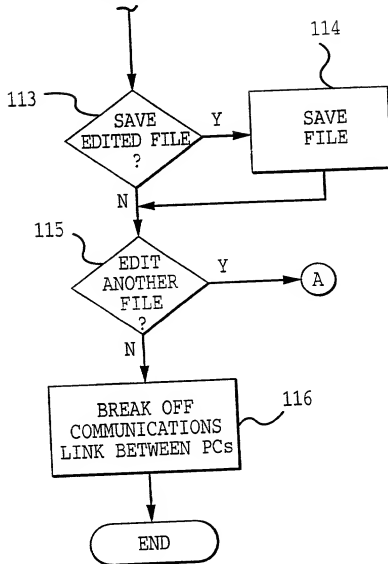 114
113
SAVE
EDITED FILE
?
Y
SAVE
FILE
N
115
EDIT
ANOTHER
FILE
?
Y
A
N
BREAK OFF
COMMUNICATIONS
LINK BETWEEN PCs
116
END